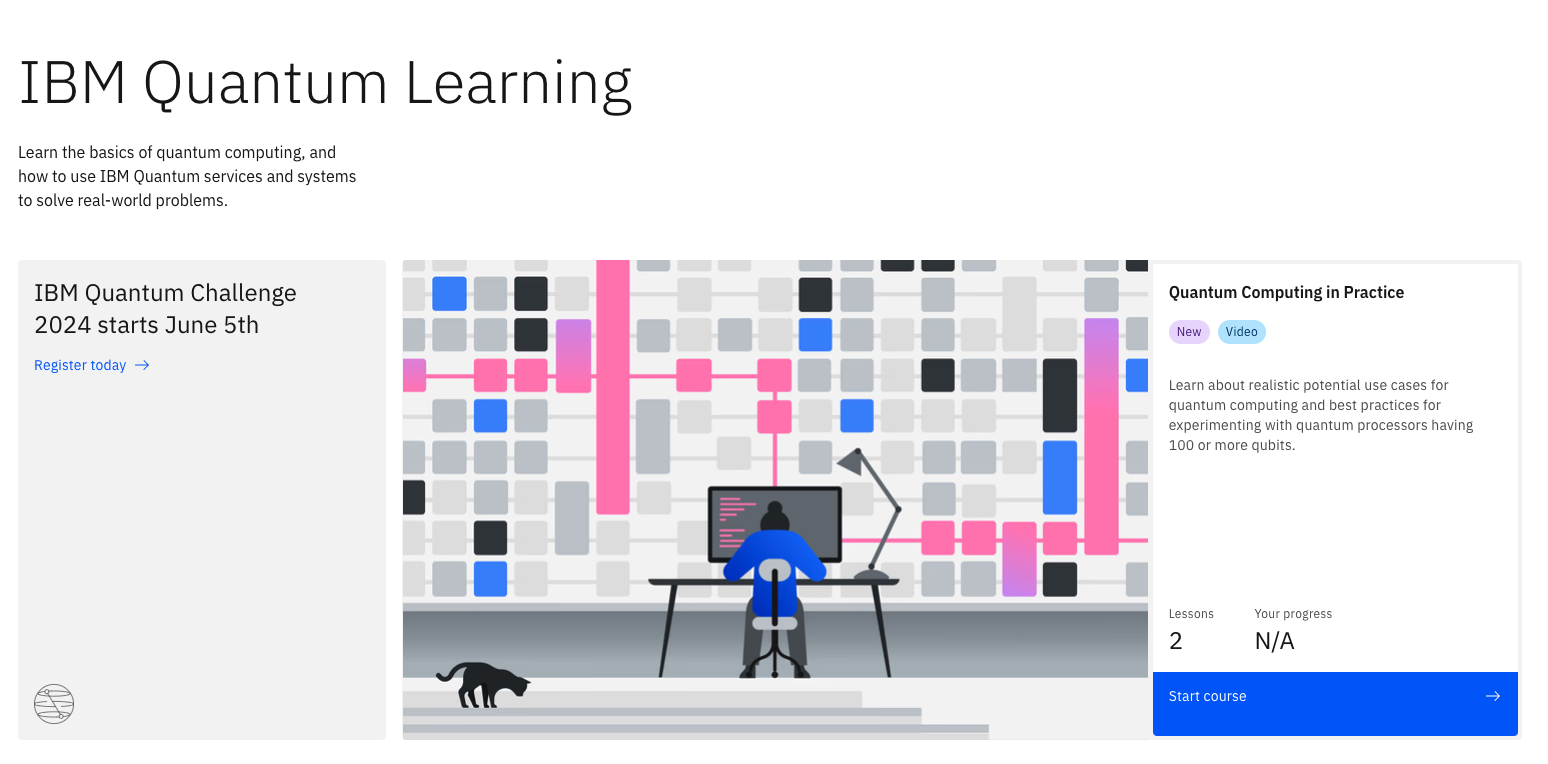 IBM Quantum Learning
Learn the basics of quantum computing, and
how to use IBM Quantum services and systems
to solve real-world problems.
IBM Quantum Challenge
2024 starts June 5th
Register today
Quantum Computing in Practice
New
Video
Learn about realistic potential use cases for
quantum computing and best practices for
experimenting with quantum processors having
100 or more qubits.
Lessons
2
Your progress
N/A
Start course